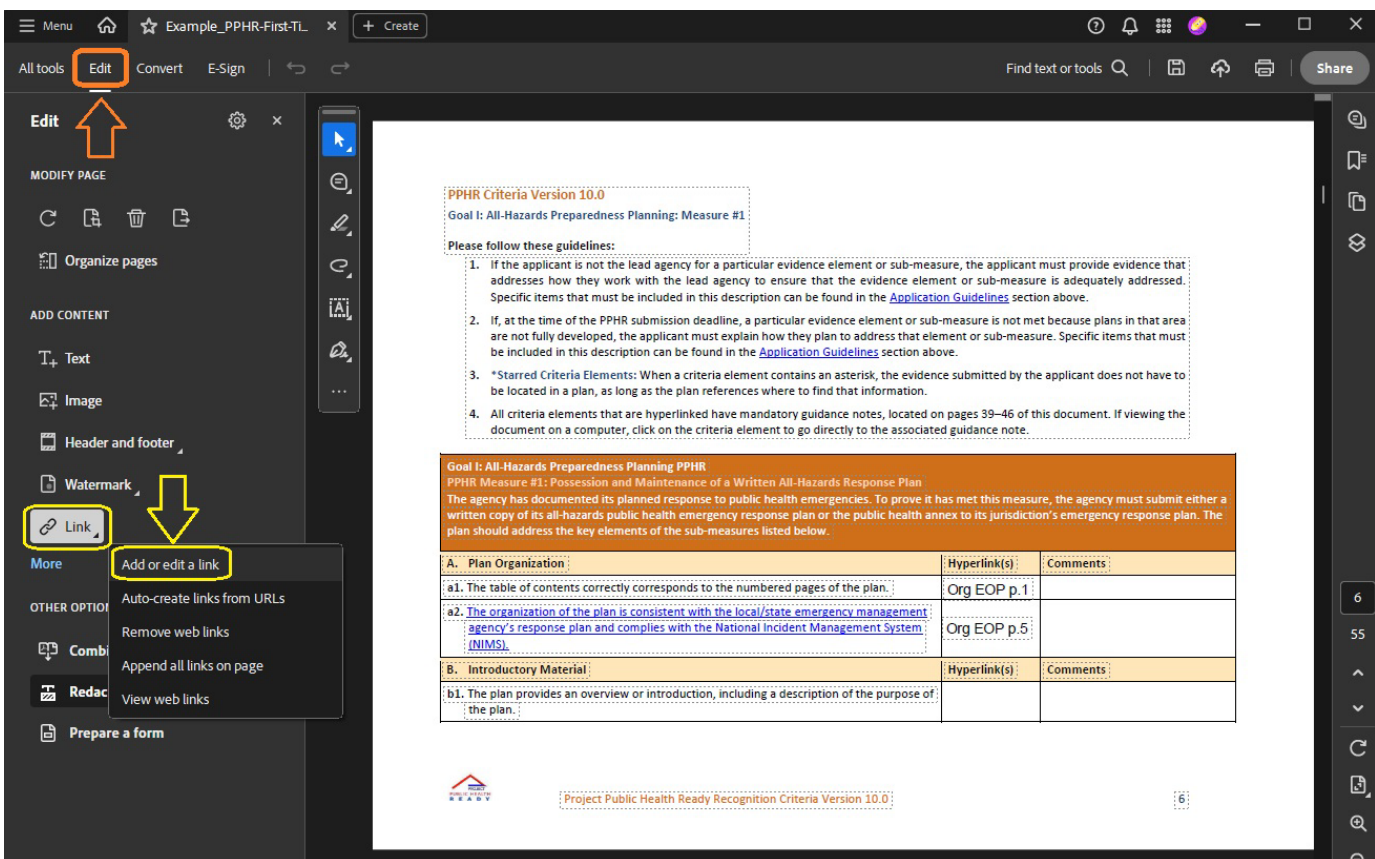 Menu
Example_PPHR-First-Ti...
+ Create
All tools
Edit
Convert
E-Sign
Find text or tools
Share
Edit
MODIFY PAGE
Organize pages
ADD CONTENT
Text
Image
Header and footer
Watermark
Link
More
Add or edit a link
Auto-create links from URLs
Remove web links
Append all links on page
View web links
OTHER OPTIO
Combi
Redac
Prepare a form
PPHR Criteria Version 10.0
Goal I: All-Hazards Preparedness Planning: Measure #1
Please follow these guidelines:
1. If the applicant is not the lead agency for a particular evidence element or sub-measure, the applicant must provide evidence that
addresses how they work with the lead agency to ensure that the evidence element or sub-measure is adequately addressed.
Specific items that must be included in this description can be found in the Application Guidelines section above.
2. If, at the time of the PPHR submission deadline, a particular evidence element or sub-measure is not met because plans in that area
are not fully developed, the applicant must explain how they plan to address that element or sub-measure. Specific items that must
be included in this description can be found in the Application Guidelines section above.
3. *Starred Criteria Elements: When a criteria element contains an asterisk, the evidence submitted by the applicant does not have to
be located in a plan, as long as the plan references where to find that information.
4. All criteria elements that are hyperlinked have mandatory guidance notes, located on pages 39–46 of this document. If viewing the
document on a computer, click on the criteria element to go directly to the associated guidance note.
Goal I: All-Hazards Preparedness Planning PPHR
PPHR Measure #1: Possession and Maintenance of a Written All-Hazards Response Plan
The agency has documented its planned response to public health emergencies. To prove it has met this measure, the agency must submit either a
written copy of its all-hazards public health emergency response plan or the public health annex to its jurisdiction's emergency response plan. The
plan should address the key elements of the sub-measures listed below.
A. Plan Organization Hyperlink(s) Comments
a1. The table of contents correctly corresponds to the numbered pages of the plan. Org EOP p.1
a2. The organization of the plan is consistent with the local/state emergency management
agency's response plan and complies with the National Incident Management System Org EOP p.5
(NIMS).
B. Introductory Material Hyperlink(s) Comments
b1. The plan provides an overview or introduction, including a description of the purpose of
the plan.
PROJECT
PUBLIC HEALTH
READY
Project Public Health Ready Recognition Criteria Version 10.0
6
6
55